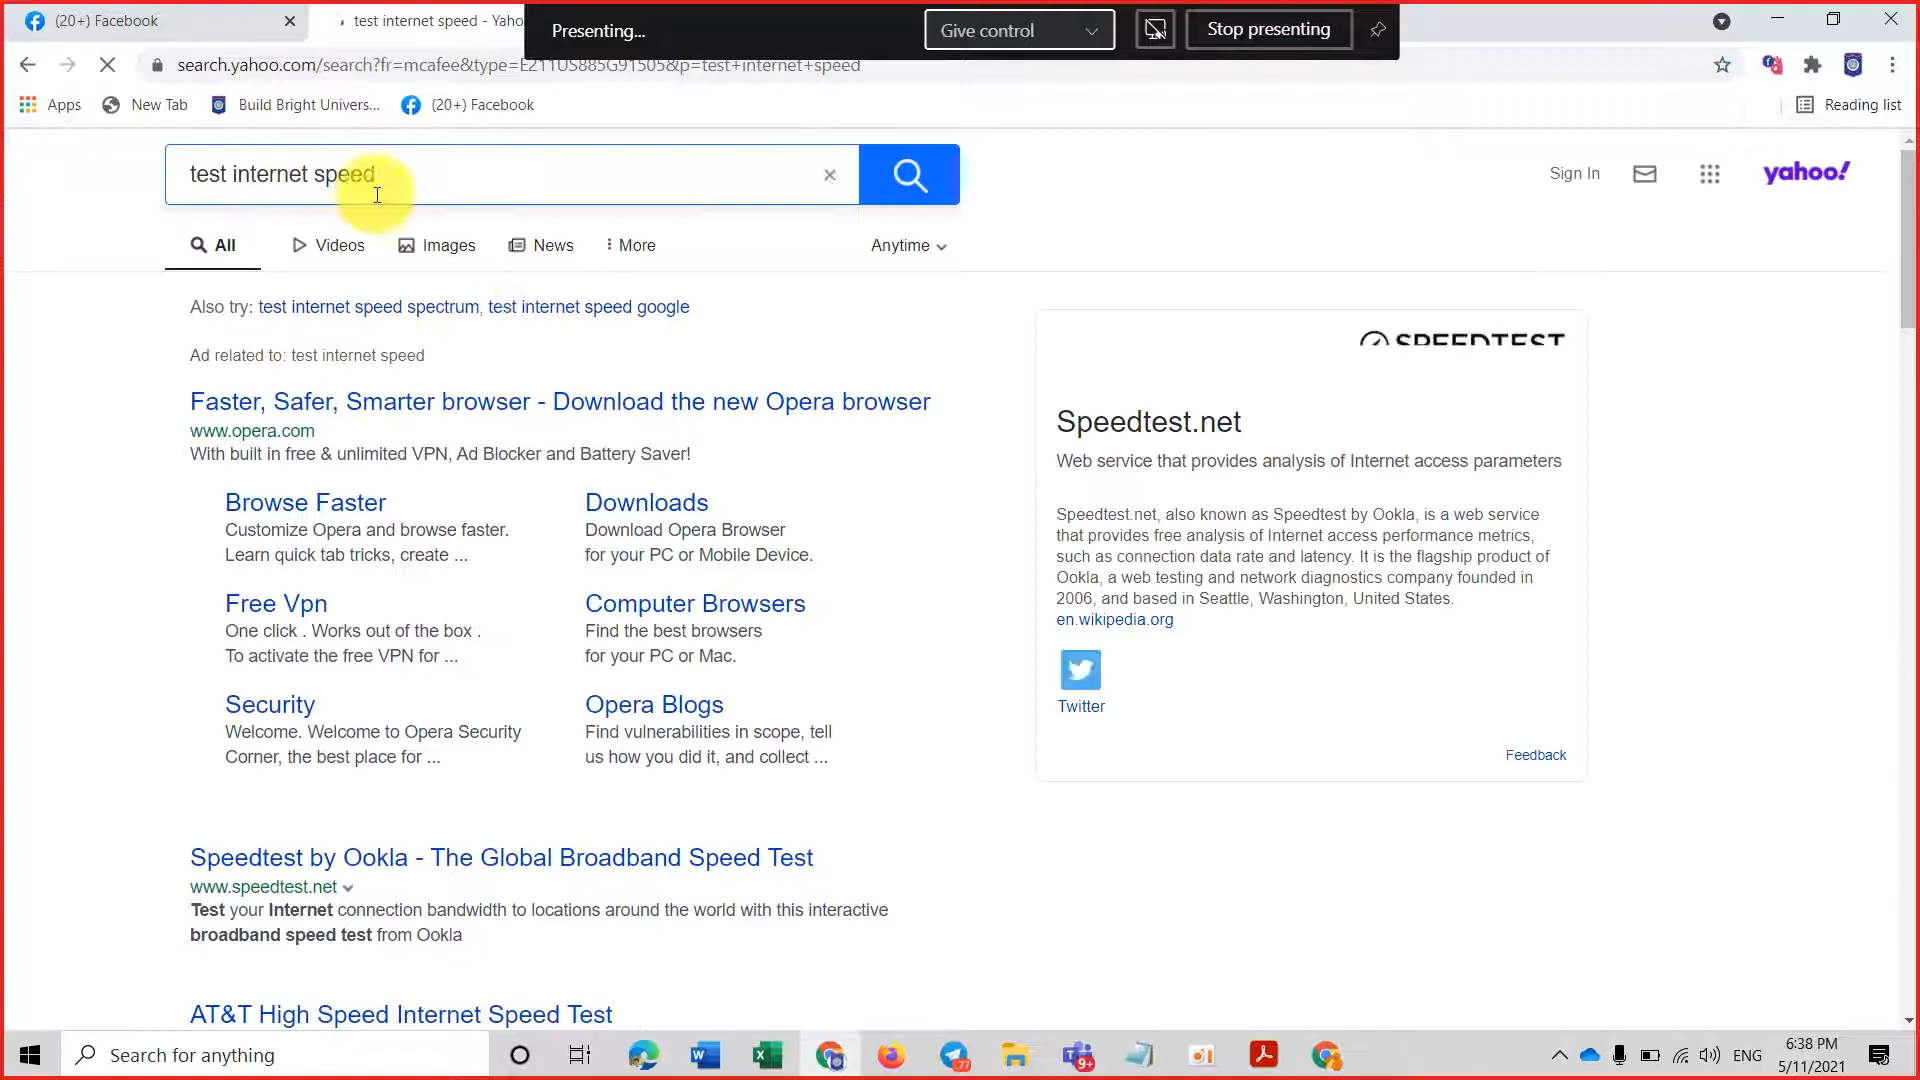 (20+) Facebook
test internet speed - Yaho
Presenting...
Give control
Stop presenting
search.yahoo.com/search?fr=mcafee&type=E211US885G91505&p=test+internet+speed
Apps
New Tab
Build Bright Univers...
(20+) Facebook
Reading list
test internet speed
Sign In
yahoo!
All
Videos
Images
News
More
Anytime
Also try: test internet speed spectrum, test internet speed google
Ad related to: test internet speed
Faster, Safer, Smarter browser - Download the new Opera browser
www.opera.com
With built in free & unlimited VPN, Ad Blocker and Battery Saver!
Browse Faster
Customize Opera and browse faster.
Learn quick tab tricks, create ...
Downloads
Download Opera Browser
for your PC or Mobile Device.
Free Vpn
One click . Works out of the box .
To activate the free VPN for ...
Computer Browsers
Find the best browsers
for your PC or Mac.
Security
Welcome. Welcome to Opera Security
Corner, the best place for ...
Opera Blogs
Find vulnerabilities in scope, tell
us how you did it, and collect ...
Speedtest by Ookla - The Global Broadband Speed Test
www.speedtest.net
Test your Internet connection bandwidth to locations around the world with this interactive
broadband speed test from Ookla
AT&T High Speed Internet Speed Test
SPEEDTEST
Speedtest.net
Web service that provides analysis of Internet access parameters
Speedtest.net, also known as Speedtest by Ookla, is a web service
that provides free analysis of Internet access performance metrics,
such as connection data rate and latency. It is the flagship product of
Ookla, a web testing and network diagnostics company founded in
2006, and based in Seattle, Washington, United States.
en.wikipedia.org
Twitter
Feedback
Search for anything
77
9+
ENG
6:38 PM
5/11/2021